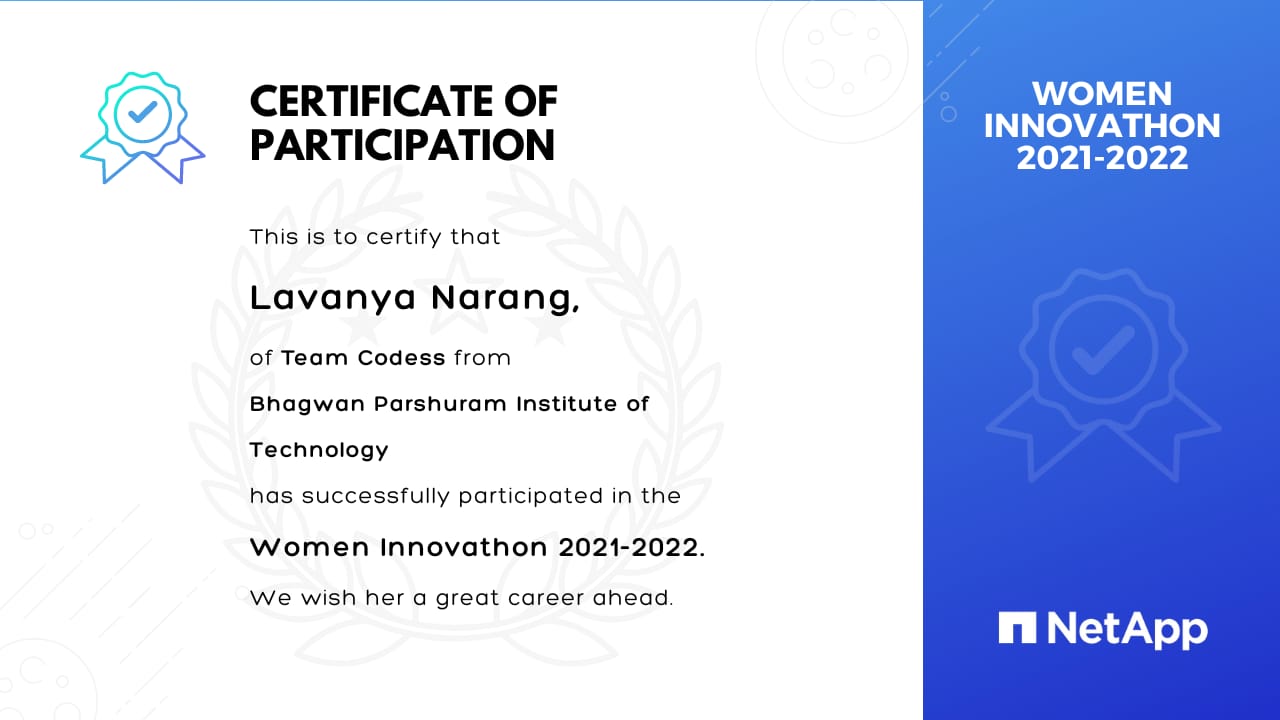 CERTIFICATE OF
PARTICIPATION
This is to certify that
Lavanya Narang,
of Team Codess from
Bhagwan Parshuram Institute of
Technology
has successfully participated in the
Women Innovathon 2021-2022.
We wish her a great career ahead.
WOMEN
INNOVATHON
2021-2022
NetApp